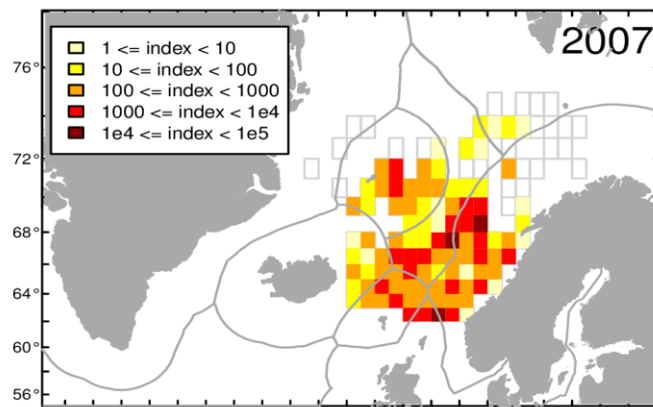 1 <= index < 10
10 <= index < 100
100 <= index < 1000
1000 <= index < 1e4
1e4 <= index < 1e5
2007
76°
72°
68°
64°
60°
56°